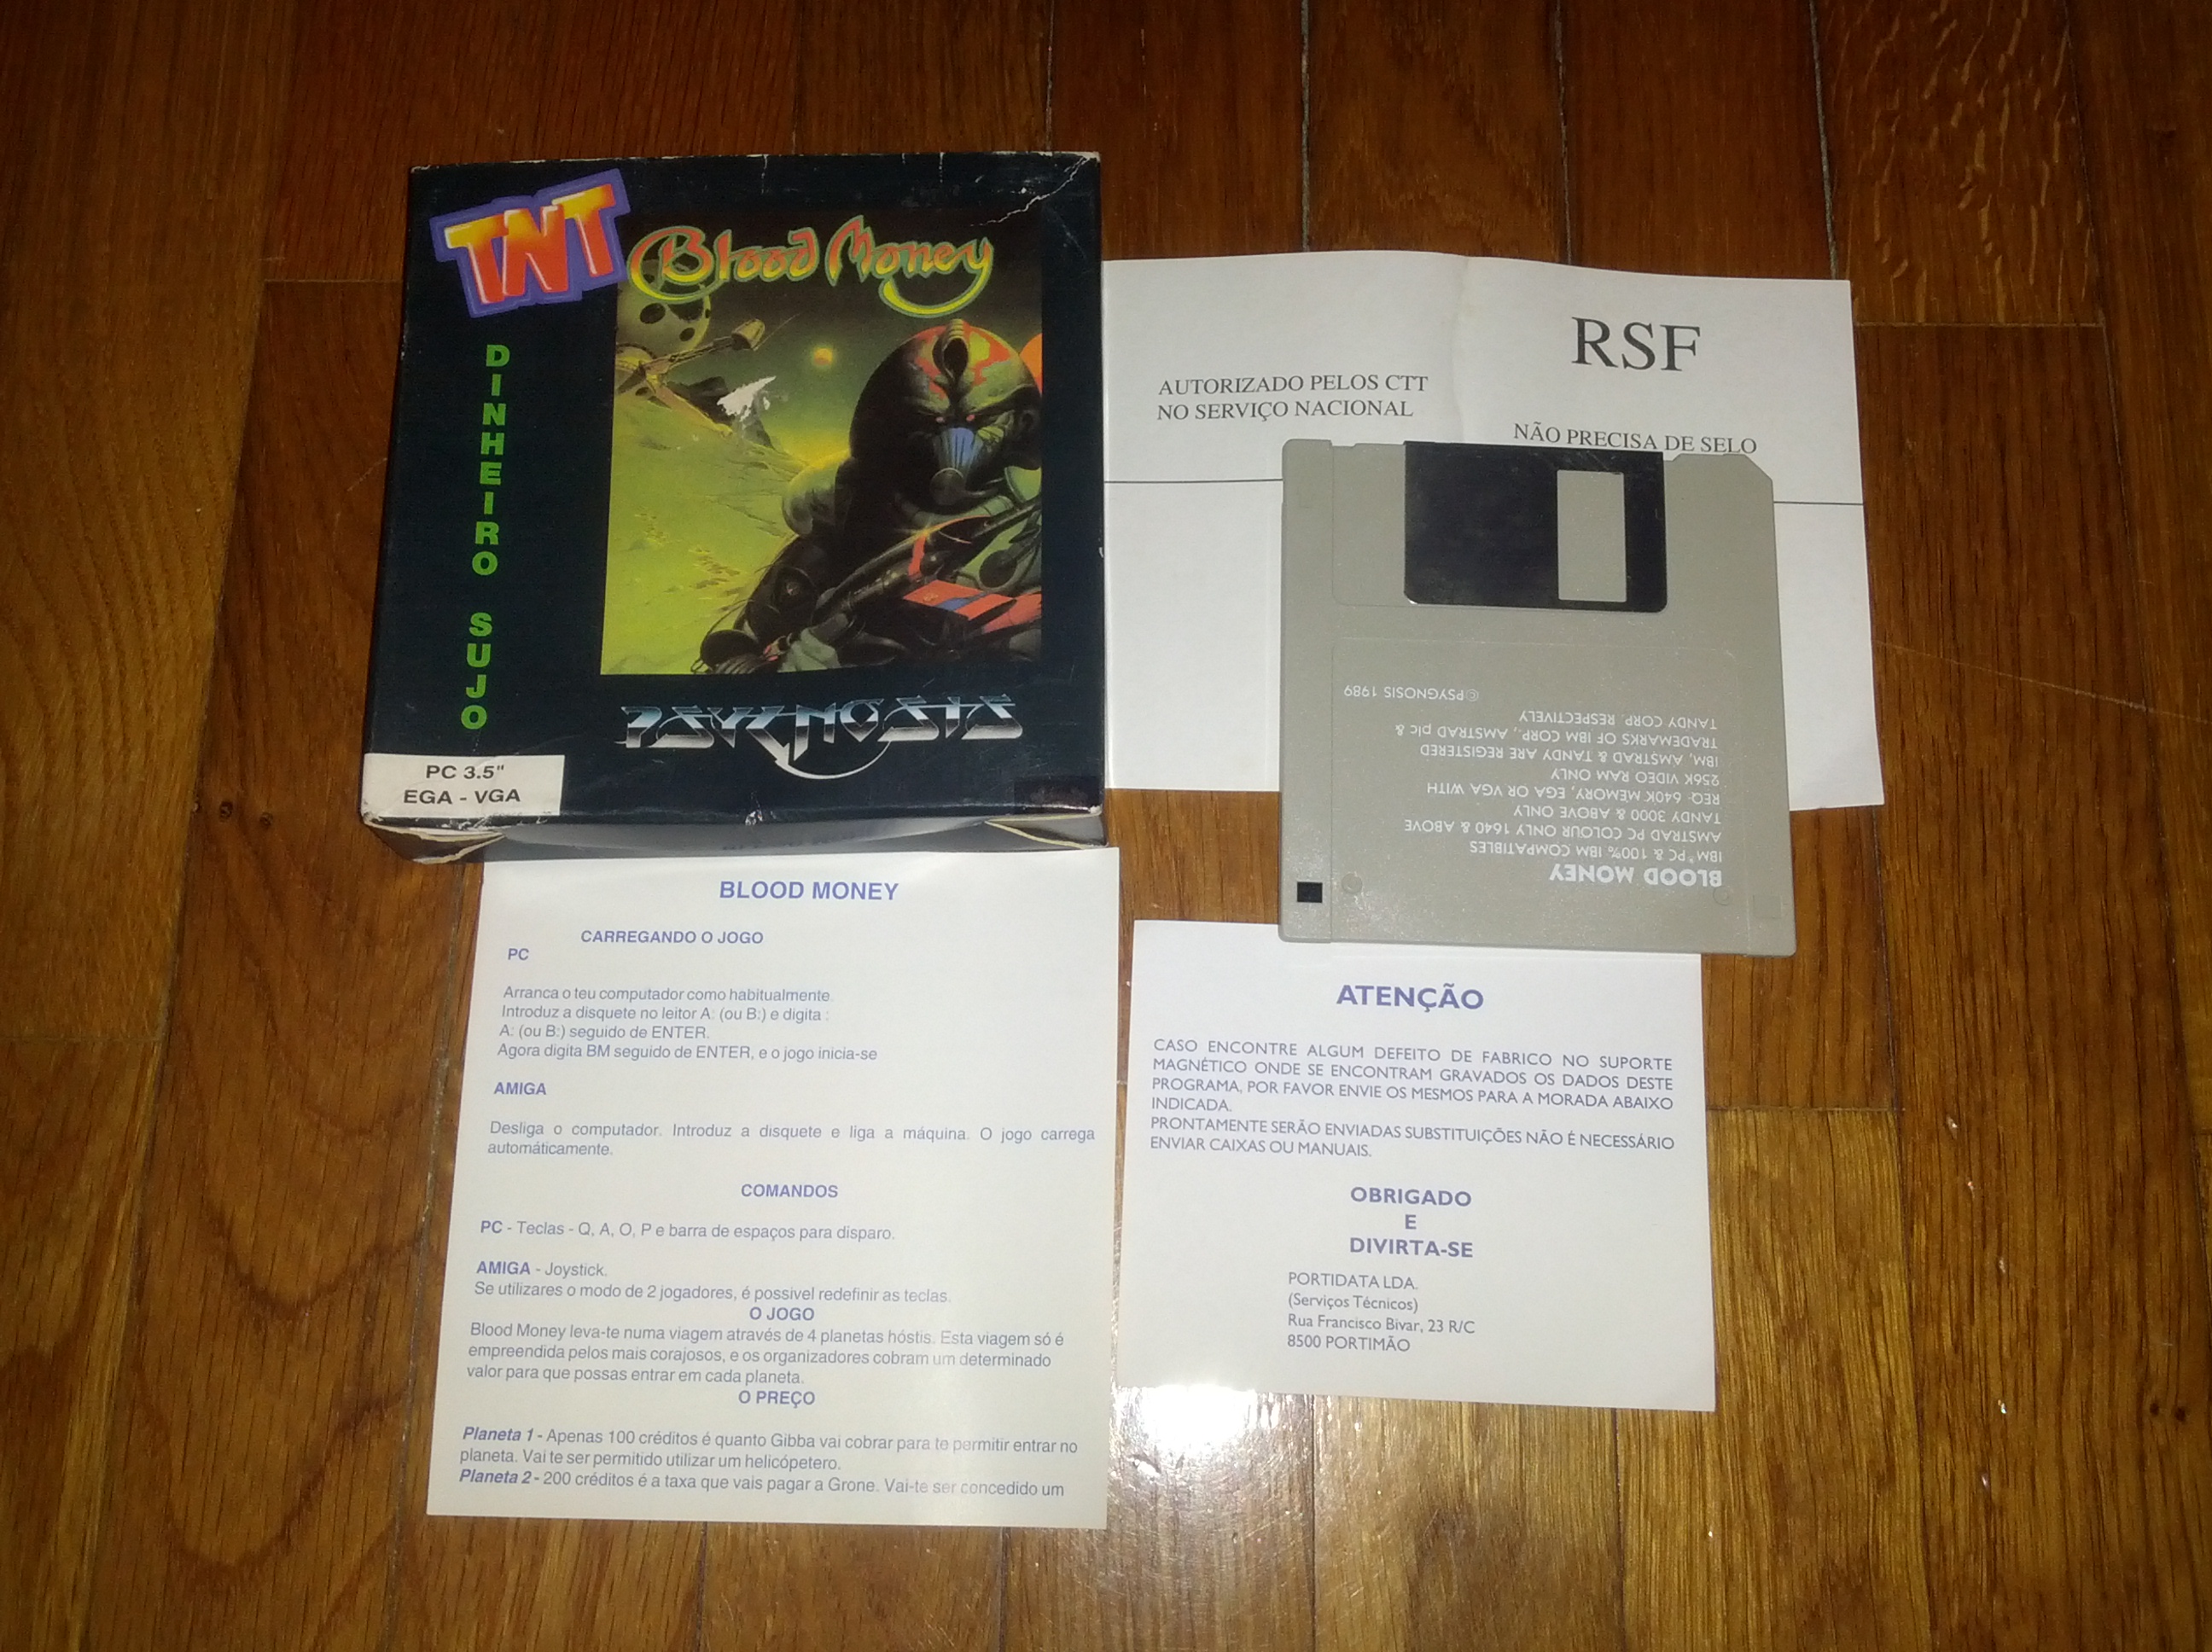 TNT
Blood Money
DINHEIRO SUJO
PSYGNOSIS
PC 3.5"
EGA - VGA
RSF
AUTORIZADO PELOS CTT
NO SERVIÇO NACIONAL
NÃO PRECISA DE SELO
BLOOD MONEY
IBM® PC & 100% IBM COMPATIBLES
AMSTRAD PC COLOUR ONLY 1640 & ABOVE
TANDY 3000 & ABOVE ONLY
REQ. 640K MEMORY, EGA OR VGA WITH
256K VIDEO RAM ONLY
IBM, AMSTRAD & TANDY ARE REGISTERED
TRADEMARKS OF IBM CORP., AMSTRAD plc &
TANDY CORP. RESPECTIVELY
©PSYGNOSIS 1989
BLOOD MONEY
CARREGANDO O JOGO
PC
Arranca o teu computador como habitualmente.
Introduz a disquete no leitor A: (ou B:) e digita :
A: (ou B:) seguido de ENTER.
Agora digita BM seguido de ENTER, e o jogo inicia-se
AMIGA
Desliga o computador. Introduz a disquete e liga a máquina. O jogo carrega
automáticamente.
COMANDOS
PC - Teclas - Q, A, O, P e barra de espaços para disparo.
AMIGA - Joystick.
Se utilizares o modo de 2 jogadores, é possivel redefinir as teclas.
O JOGO
Blood Money leva-te numa viagem através de 4 planetas hóstis. Esta viagem só é
empreendida pelos mais corajosos, e os organizadores cobram um determinado
valor para que possas entrar em cada planeta.
O PREÇO
Planeta 1 - Apenas 100 créditos é quanto Gibba vai cobrar para te permitir entrar no
planeta. Vai te ser permitido utilizar um helicópetero.
Planeta 2 - 200 créditos é a taxa que vais pagar a Grone. Vai-te ser concedido um
ATENÇÃO
CASO ENCONTRE ALGUM DEFEITO DE FABRICO NO SUPORTE
MAGNÉTICO ONDE SE ENCONTRAM GRAVADOS OS DADOS DESTE
PROGRAMA, POR FAVOR ENVIE OS MESMOS PARA A MORADA ABAIXO
INDICADA.
PRONTAMENTE SERÃO ENVIADAS SUBSTITUIÇÕES NÃO É NECESSÁRIO
ENVIAR CAIXAS OU MANUAIS.
OBRIGADO
E
DIVIRTA-SE
PORTIDATA LDA.
(Serviços Técnicos)
Rua Francisco Bivar, 23 R/C
8500 PORTIMÃO